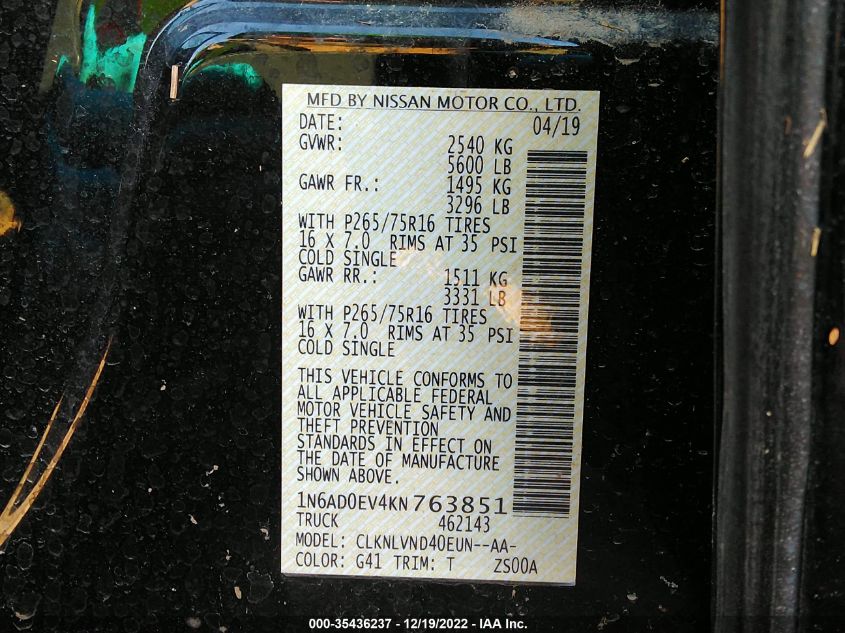 MFD BY NISSAN MOTOR CO., LTD.
DATE: 04/19
GVWR: 2540 KG
5600 LB
GAWR FR.: 1495 KG
3296 LB
WITH P265/75R16 TIRES
16 X 7.0 RIMS AT 35 PSI
COLD SINGLE
GAWR RR.: 1511 KG
3331 LB
WITH P265/75R16 TIRES
16 X 7.0 RIMS AT 35 PSI
COLD SINGLE
THIS VEHICLE CONFORMS TO
ALL APPLICABLE FEDERAL
MOTOR VEHICLE SAFETY AND
THEFT PREVENTION
STANDARDS IN EFFECT ON
THE DATE OF MANUFACTURE
SHOWN ABOVE.
1N6AD0EV4KN763851
TRUCK 462143
MODEL: CLKNLVND40EUN--AA-
COLOR: G41 TRIM: T ZS00A
000-35436237 - 12/19/2022 - IAA Inc.